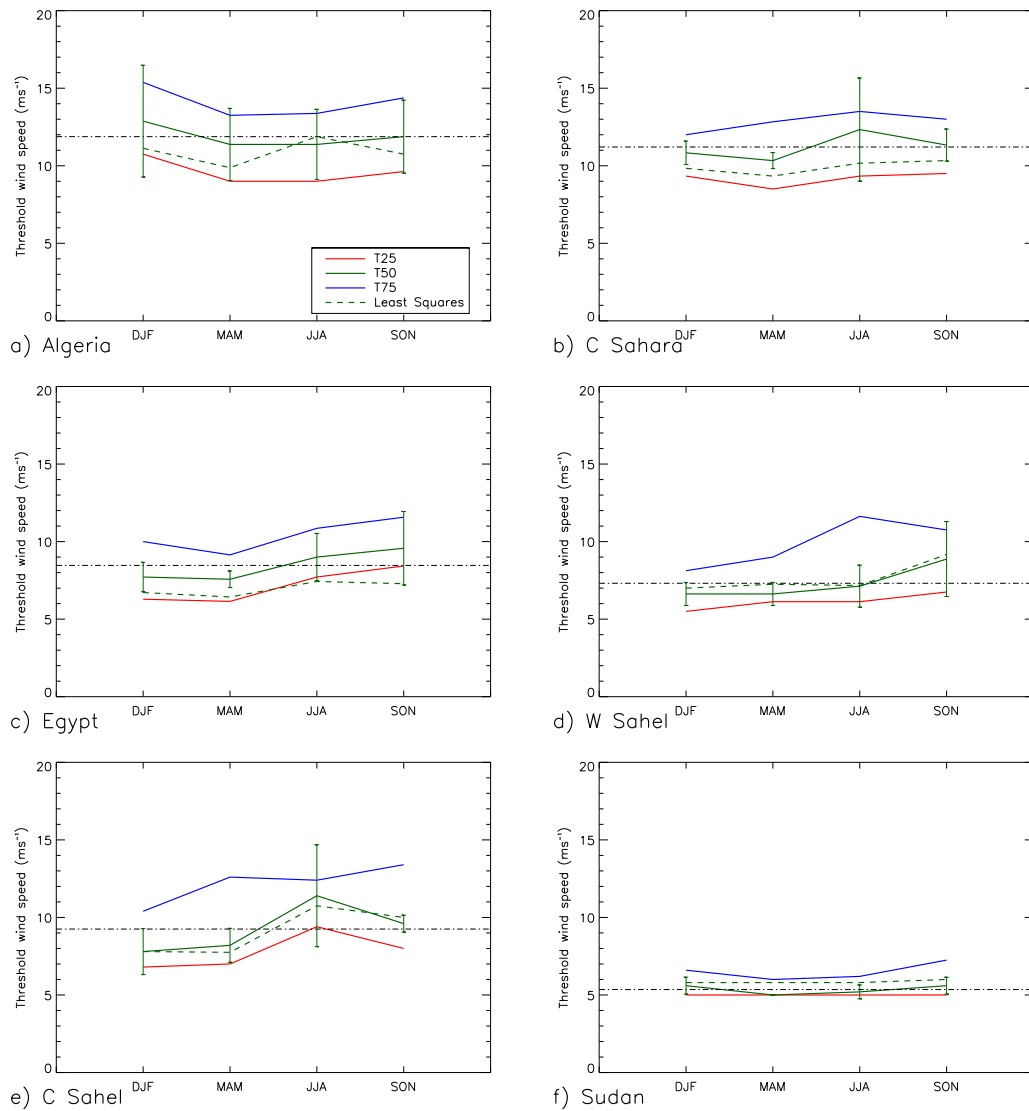 20
15
10
5
0
Threshold wind speed (ms⁻¹)
T25
T50
T75
Least Squares
DJF MAM JJA SON
a) Algeria
20
15
10
5
0
Threshold wind speed (ms⁻¹)
DJF MAM JJA SON
b) C Sahara
20
15
10
5
0
Threshold wind speed (ms⁻¹)
DJF MAM JJA SON
c) Egypt
20
15
10
5
0
Threshold wind speed (ms⁻¹)
DJF MAM JJA SON
d) W Sahel
20
15
10
5
0
Threshold wind speed (ms⁻¹)
DJF MAM JJA SON
e) C Sahel
20
15
10
5
0
Threshold wind speed (ms⁻¹)
DJF MAM JJA SON
f) Sudan